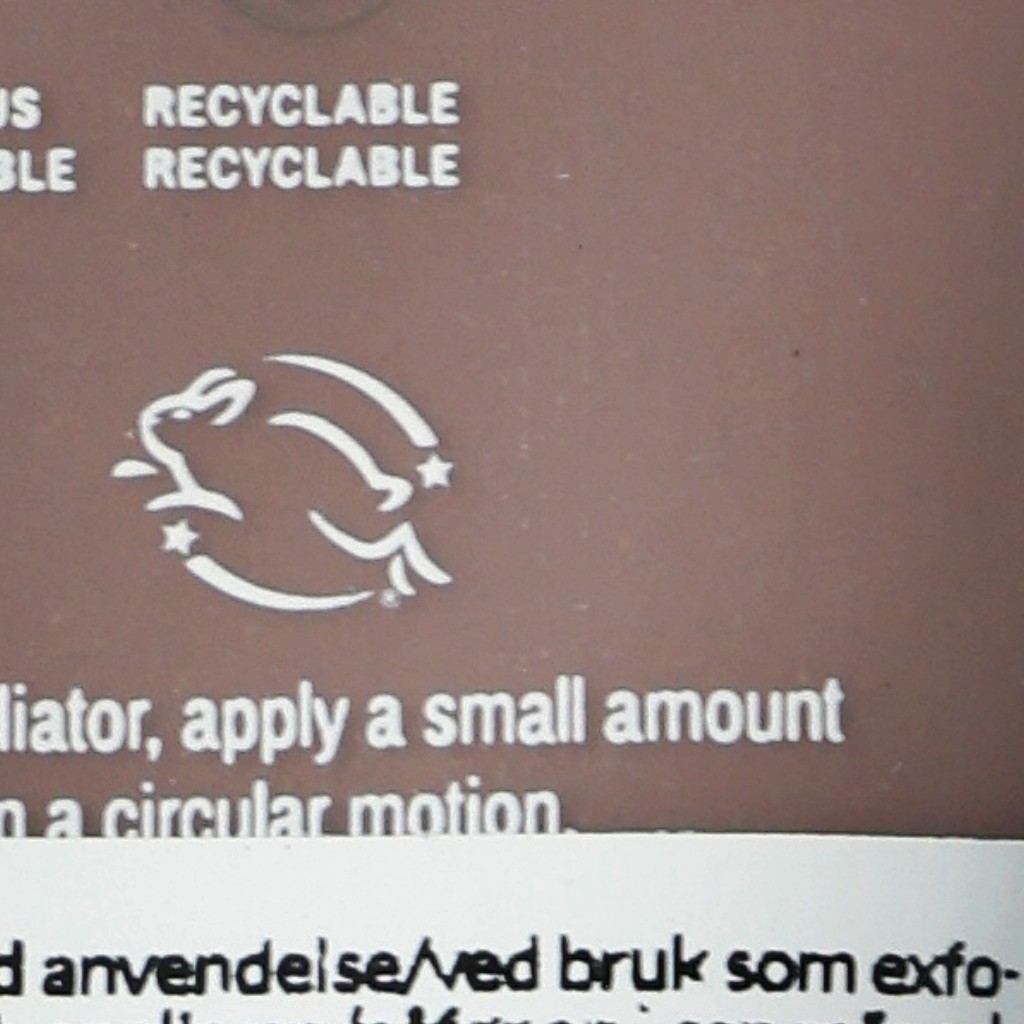 US RECYCLABLE
BLE RECYCLABLE
®
liator, apply a small amount
a circular motion.
d anvendelse/ved bruk som exfo-